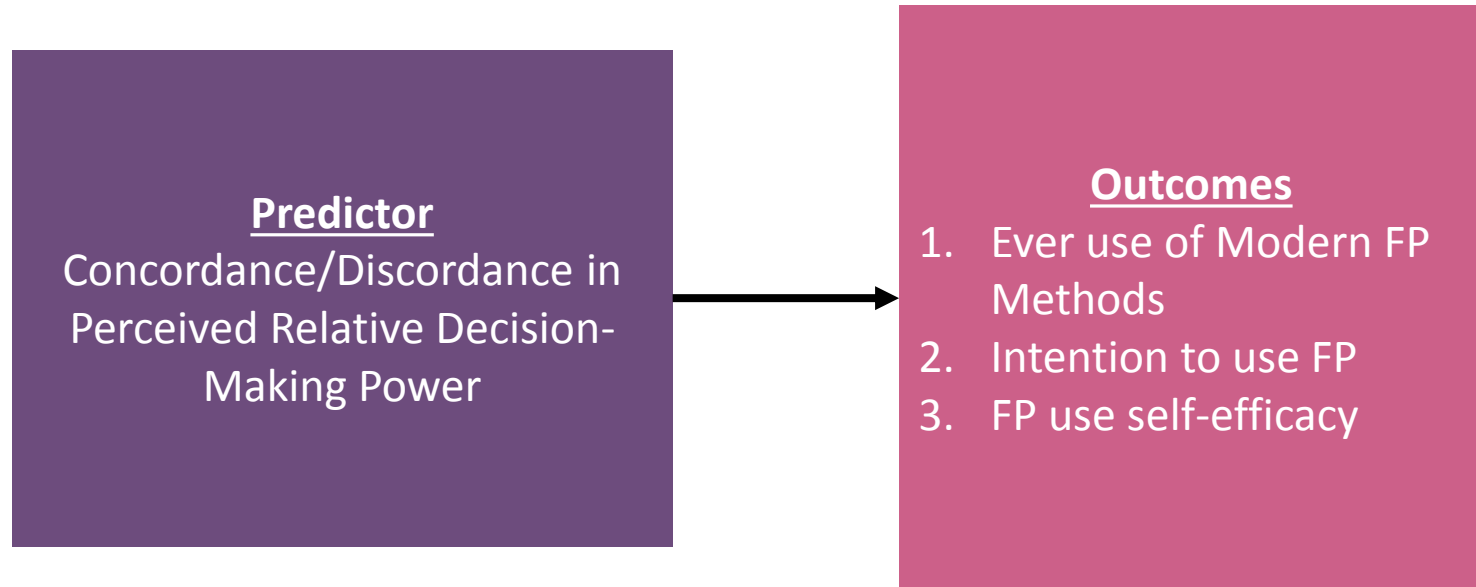 Predictor
Concordance/Discordance in
Perceived Relative Decision-
Making Power
Outcomes
1. Ever use of Modern FP
Methods
2. Intention to use FP
3. FP use self-efficacy